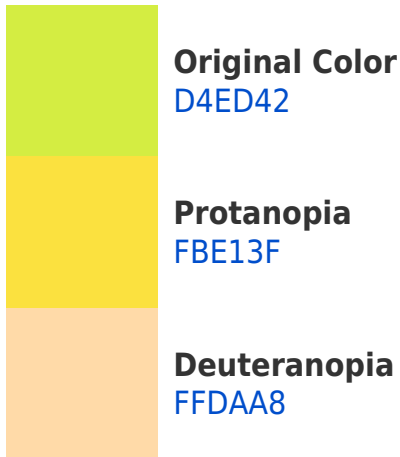 Original Color
D4ED42
Protanopia
FBE13F
Deuteranopia
FFDAA8